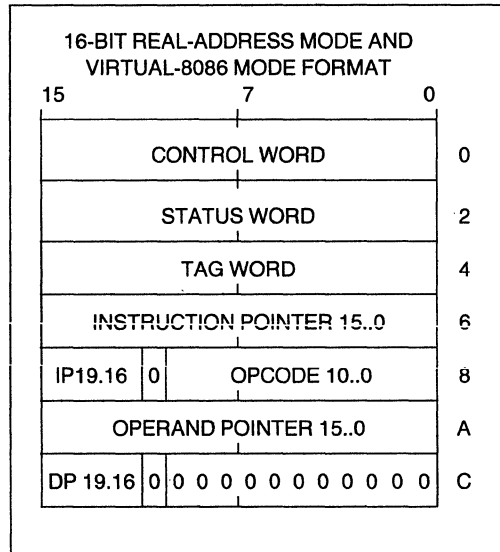 16-BIT REAL-ADDRESS MODE AND
VIRTUAL-8086 MODE FORMAT
15 7 0
CONTROL WORD 0
STATUS WORD 2
TAG WORD 4
INSTRUCTION POINTER 15..0 6
IP19.16 0 OPCODE 10..0 8
OPERAND POINTER 15..0 A
DP 19.16 0 0 0 0 0 0 0 0 0 0 0 0 C